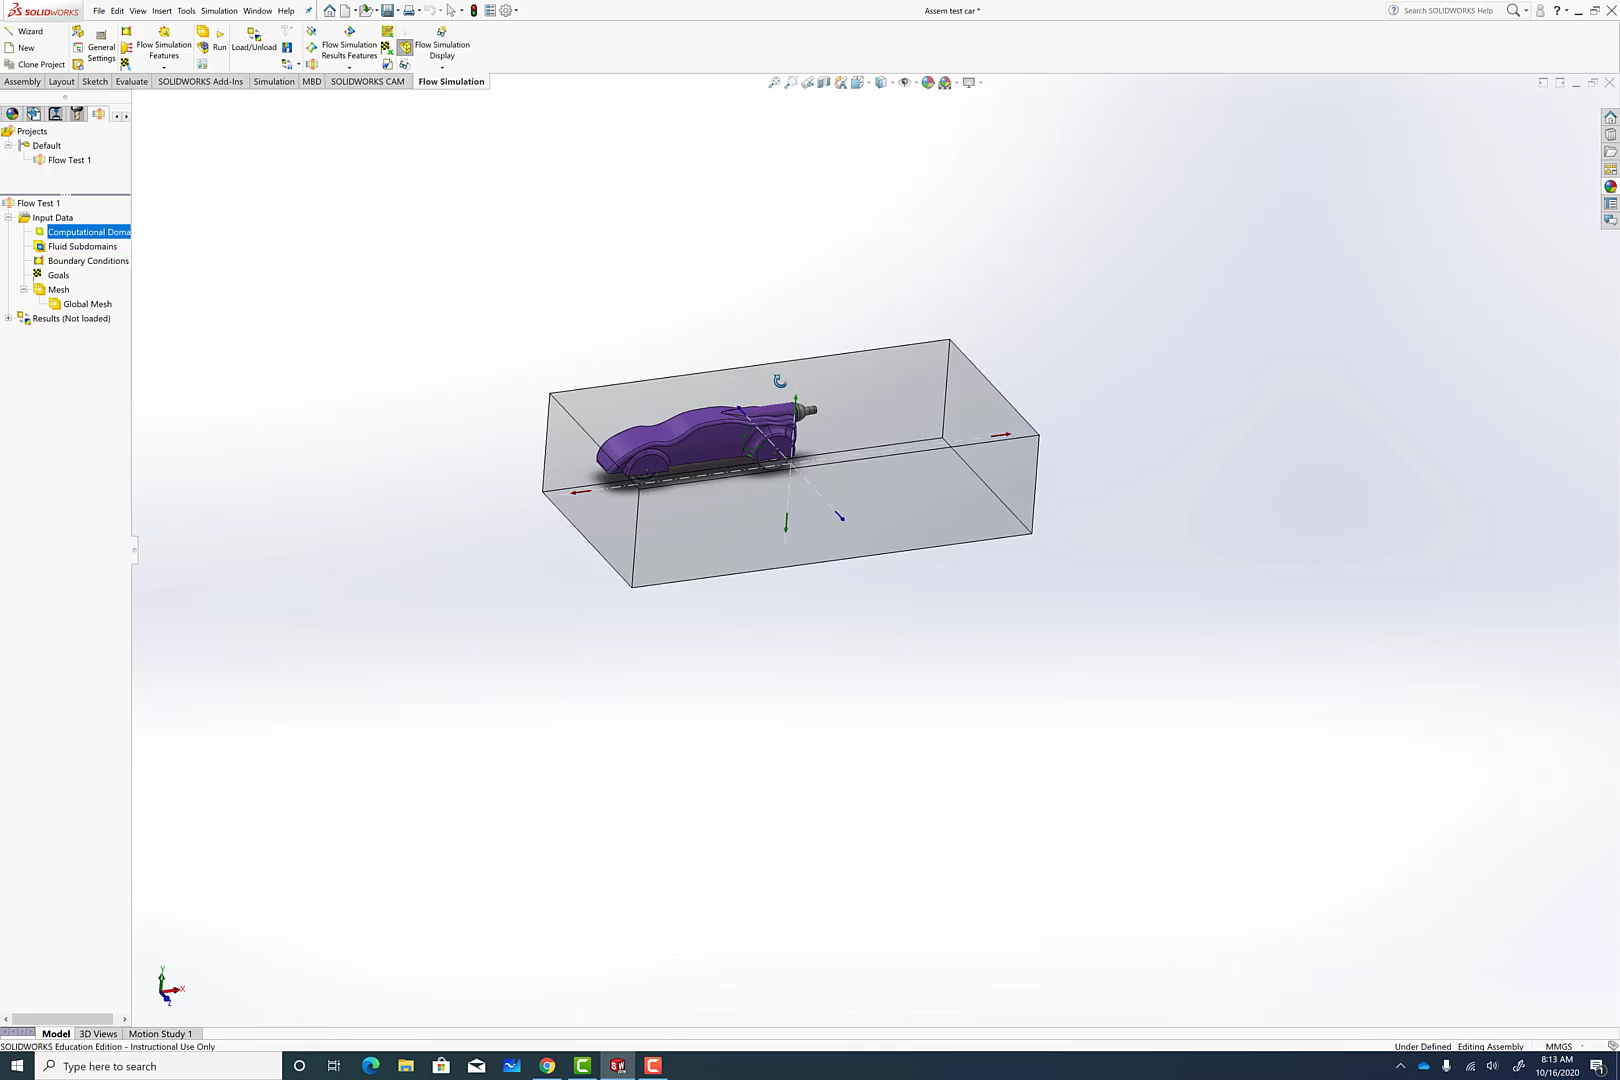 SOLIDWORKS File Edit View Insert Tools Simulation Window Help Assem test car * Search SOLIDWORKS Help
Wizard
New
Clone Project
General Settings
Flow Simulation Features
Run
Load/Unload
Flow Simulation Results Features
Flow Simulation Display
Assembly Layout Sketch Evaluate SOLIDWORKS Add-Ins Simulation MBD SOLIDWORKS CAM Flow Simulation
Projects
Default
Flow Test 1
Flow Test 1
Input Data
Computational Doma
Fluid Subdomains
Boundary Conditions
Goals
Mesh
Global Mesh
Results (Not loaded)
Y
X
Z
Model 3D Views Motion Study 1
SOLIDWORKS Education Edition - Instructional Use Only Under Defined Editing Assembly MMGS
Type here to search
8:13 AM
10/16/2020